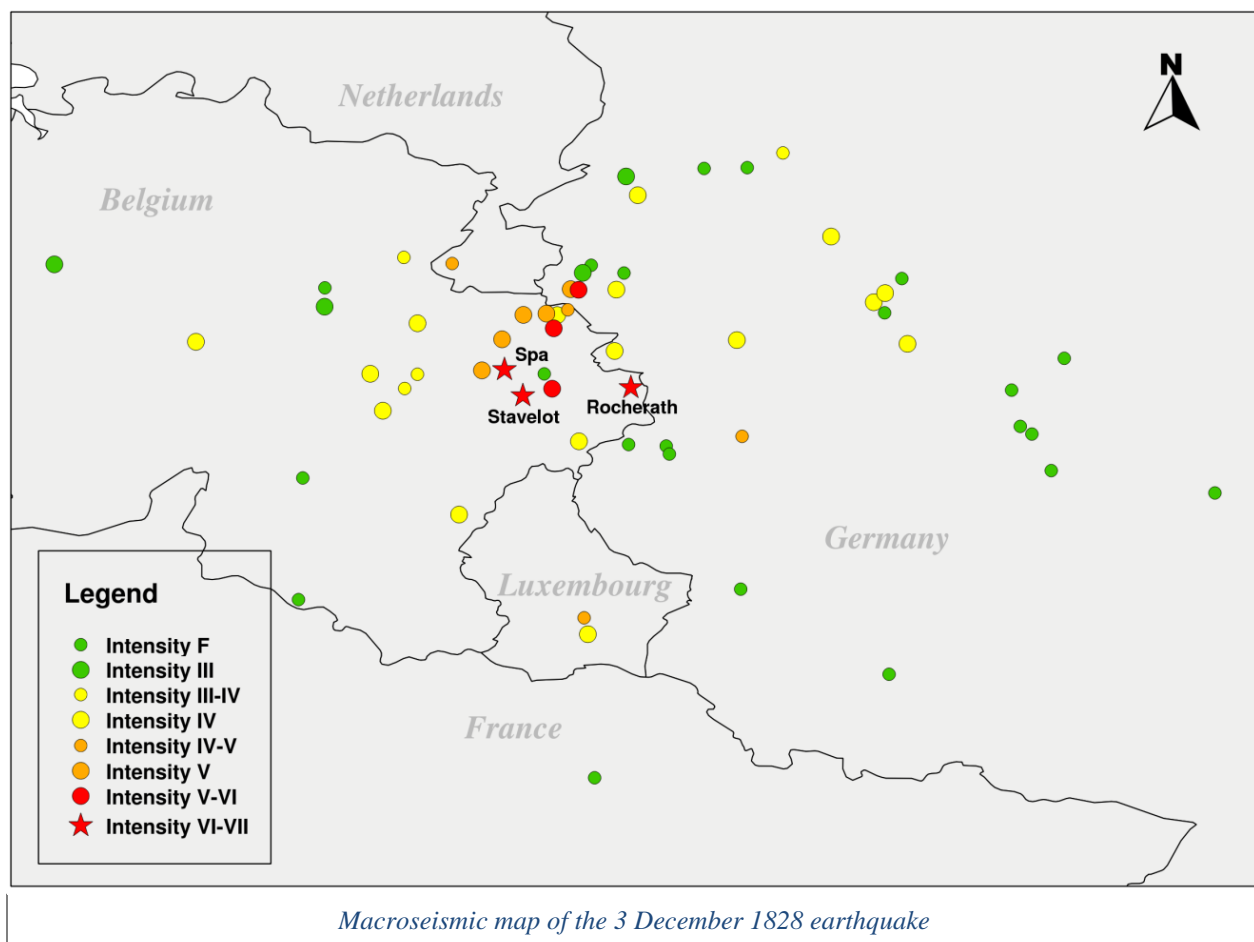 Netherlands
N
Belgium
Spa
Stavelot
Rocherath
Germany
Luxembourg
France
Legend
Intensity F
Intensity III
Intensity III-IV
Intensity IV
Intensity IV-V
Intensity V
Intensity V-VI
Intensity VI-VII
Macroseismic map of the 3 December 1828 earthquake